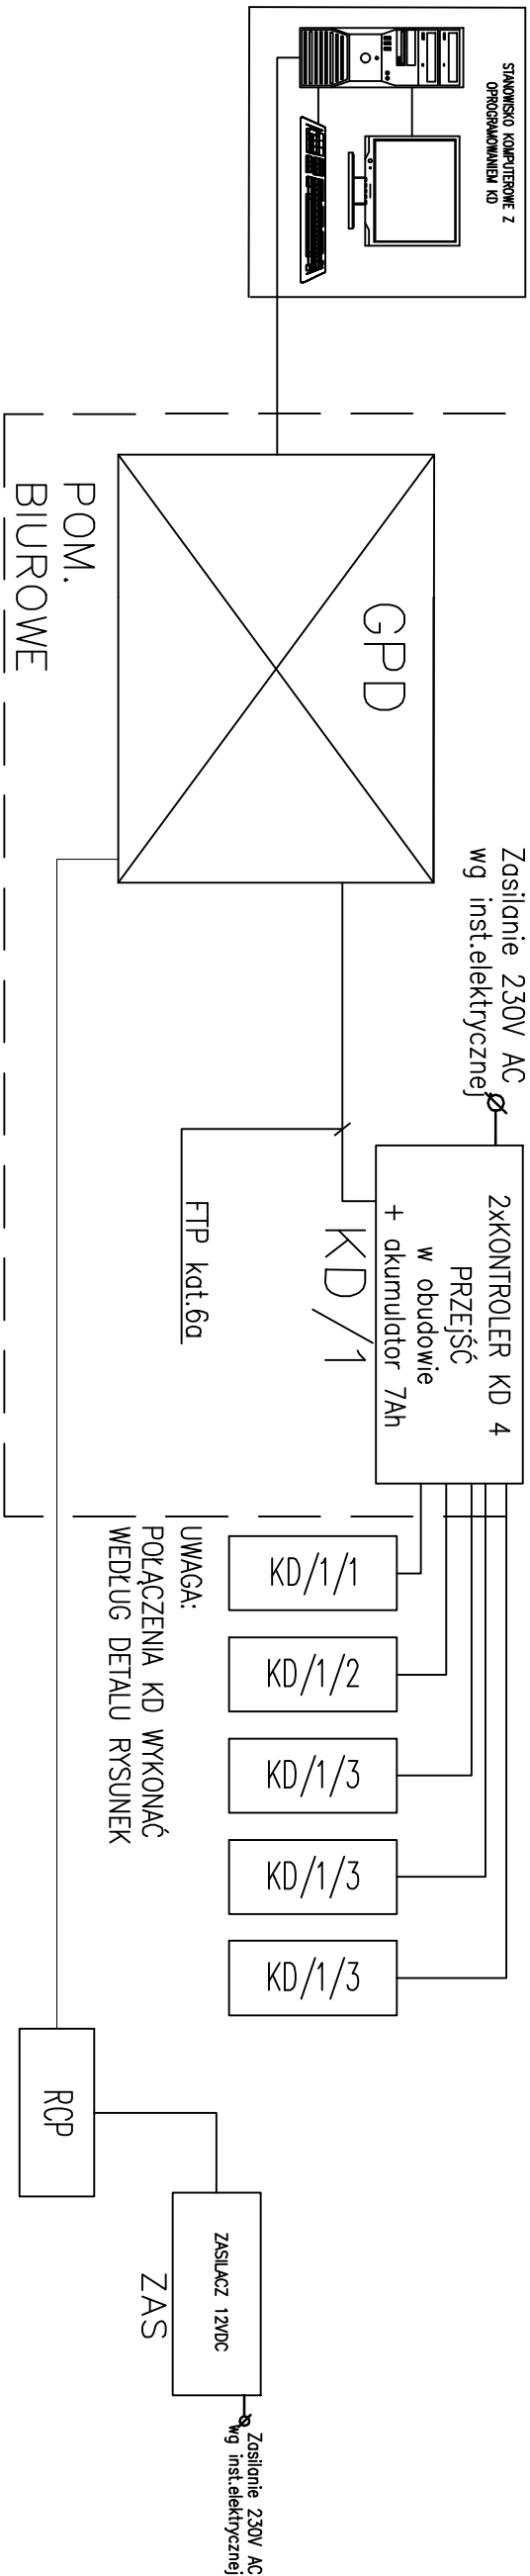 STANOWISKO KOMPUTEROWE Z
OPROGRAMOWANIEM KD
GPD
POM.
BIUROWE
Zasilanie 230V AC
wg inst.elektrycznej
2xKONTROLER KD 4
PRZEjŚĆ
w obudowie
+ akumulator 7Ah
KD/1
FTP kat.6a
KD/1/1
KD/1/2
KD/1/3
KD/1/3
KD/1/3
UWAGA:
POŁĄCZENIA KD WYKONAĆ
WEDŁUG DETALU RYSUNEK
RCP
ZASILACZ 12VDC
ZAS
Zasilanie 230V AC
wg inst.elektrycznej